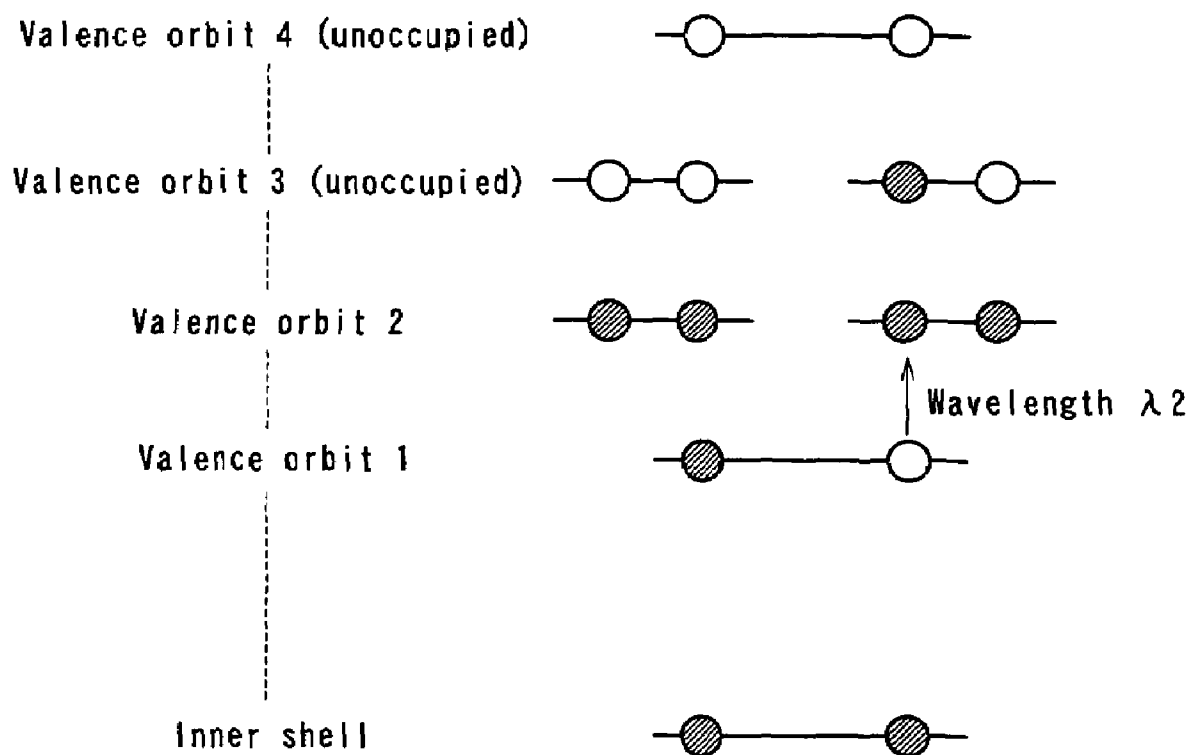 Valence orbit 4 (unoccupied)
Valence orbit 3 (unoccupied)
Valence orbit 2
Wavelength λ2
Valence orbit 1
Inner shell